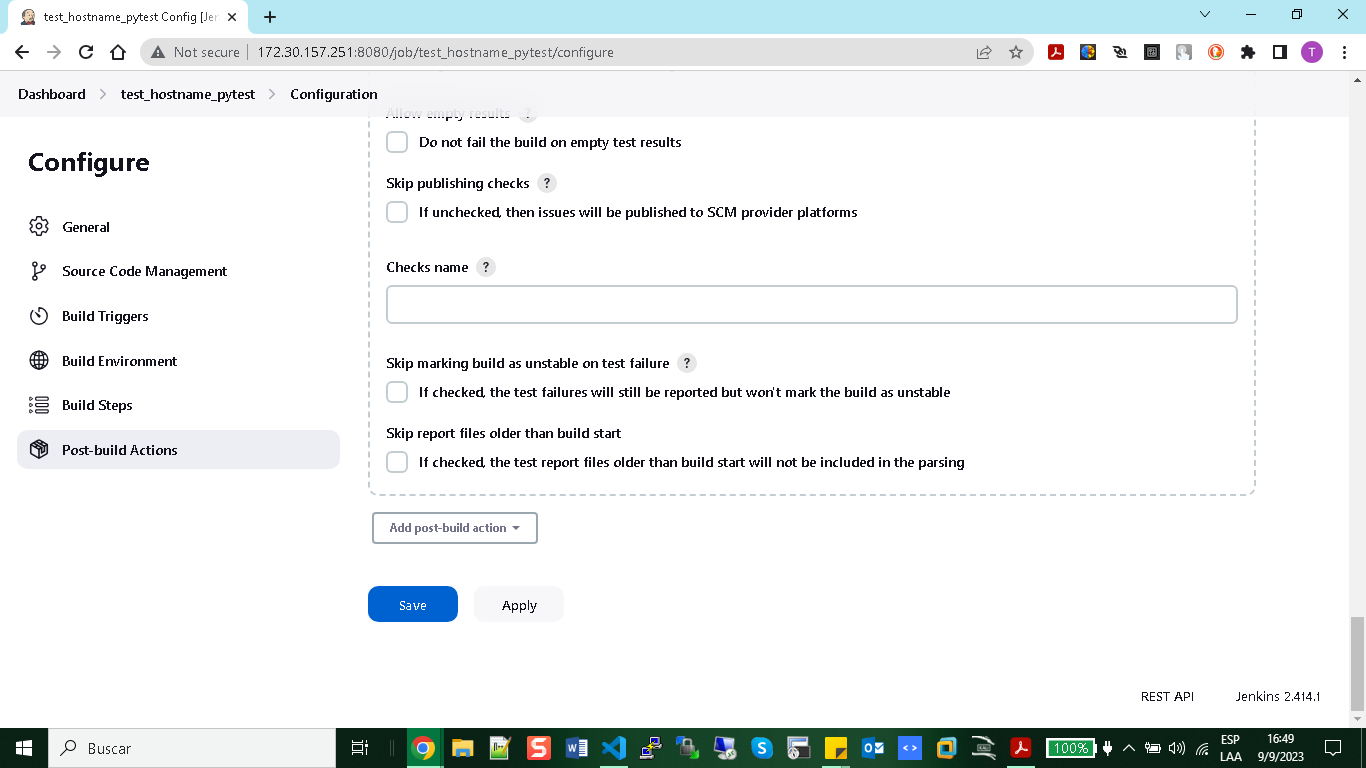 test_hostname_pytest Config [Jen
Not secure
172.30.157.251:8080/job/test_hostname_pytest/configure
T
Dashboard
test_hostname_pytest
Configuration
Allow empty results ?
Do not fail the build on empty test results
Configure
Skip publishing checks ?
If unchecked, then issues will be published to SCM provider platforms
General
Source Code Management
Checks name ?
Build Triggers
Build Environment
Skip marking build as unstable on test failure ?
If checked, the test failures will still be reported but won't mark the build as unstable
Build Steps
Skip report files older than build start
Post-build Actions
If checked, the test report files older than build start will not be included in the parsing
Add post-build action
Save
Apply
REST API
Jenkins 2.414.1
Buscar
100%
ESP
LAA
16:49
9/9/2023